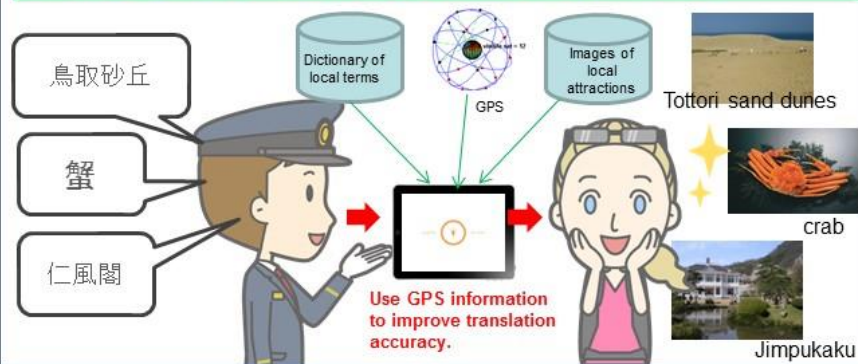 鳥取砂丘
蟹
仁風閣
Dictionary of
local terms
GPS
Images of
local
attractions
Use GPS information
to improve translation
accuracy.
Tottori sand dunes
crab
Jimpukaku